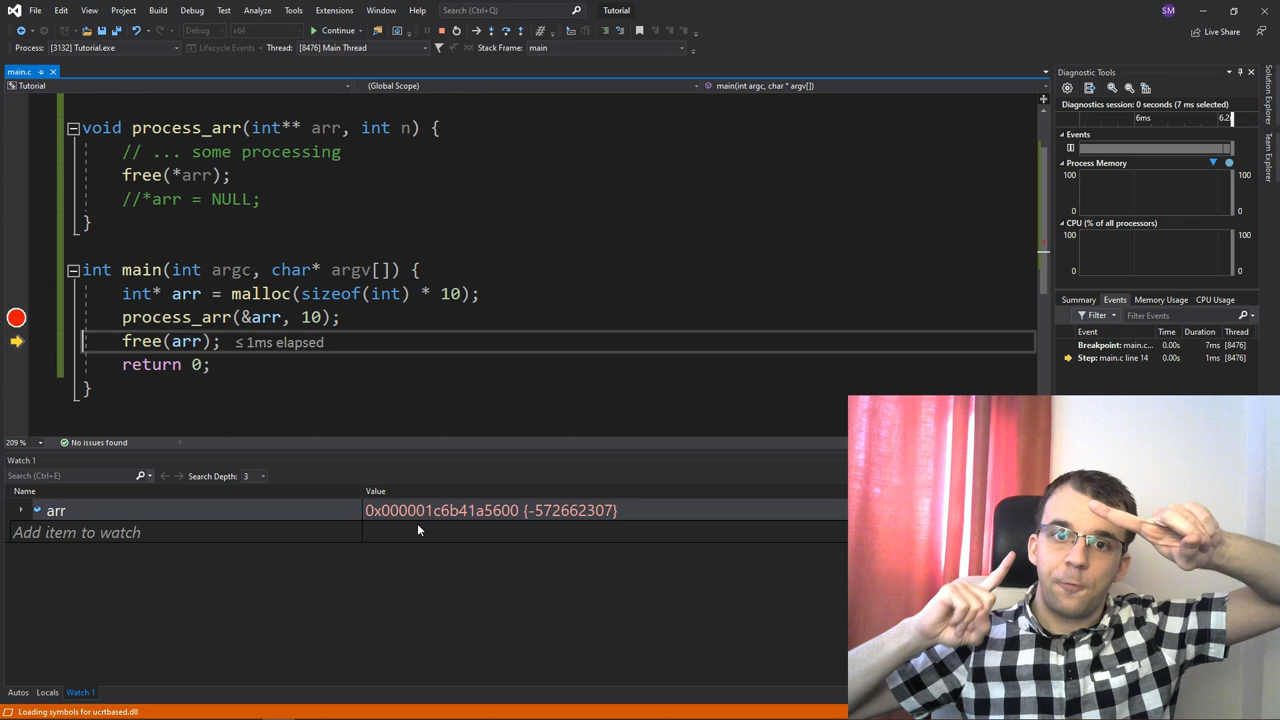 File Edit View Project Build Debug Test Analyze Tools Extensions Window Help Search (Ctrl+Q) Tutorial SM
Debug x64 Continue Live Share
Process: [3132] Tutorial.exe Lifecycle Events Thread: [8476] Main Thread Stack Frame: main
main.c
Tutorial (Global Scope) main(int argc, char * argv[])
void process_arr(int** arr, int n) {
// ... some processing
free(*arr);
//*arr = NULL;
}
int main(int argc, char* argv[]) {
int* arr = malloc(sizeof(int) * 10);
process_arr(&arr, 10);
free(arr); ≤ 1ms elapsed
return 0;
}
209 % No issues found
Diagnostic Tools
Diagnostics session: 0 seconds (7 ms selected)
6ms 6.2
Events
Process Memory
100 100
0 0
CPU (% of all processors)
100 100
0 0
Summary Events Memory Usage CPU Usage
Filter Filter Events
Event Time Duration Thread
Breakpoint: main.c... 0.00s 7ms [8476]
Step: main.c line 14 0.00s 1ms [8476]
Solution Explorer
Team Explorer
Watch 1
Search (Ctrl+E) Search Depth: 3
Name Value
arr 0x000001c6b41a5600 {-572662307}
Add item to watch
Autos Locals Watch 1
Loading symbols for ucrtbased.dll